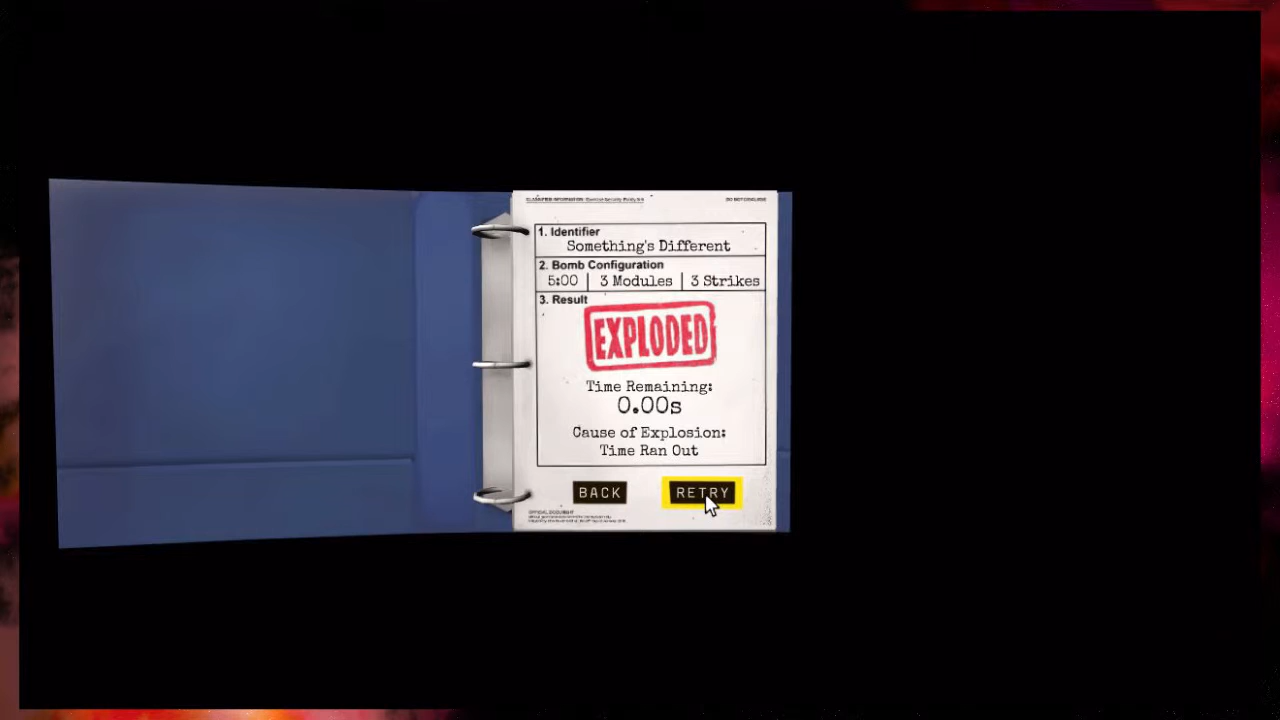 1. Identifier
Something's Different
2. Bomb Configuration
5:00 | 3 Modules | 3 Strikes
3. Result
EXPLODED
Time Remaining:
0.00s
Cause of Explosion:
Time Ran Out
BACK
RETRY